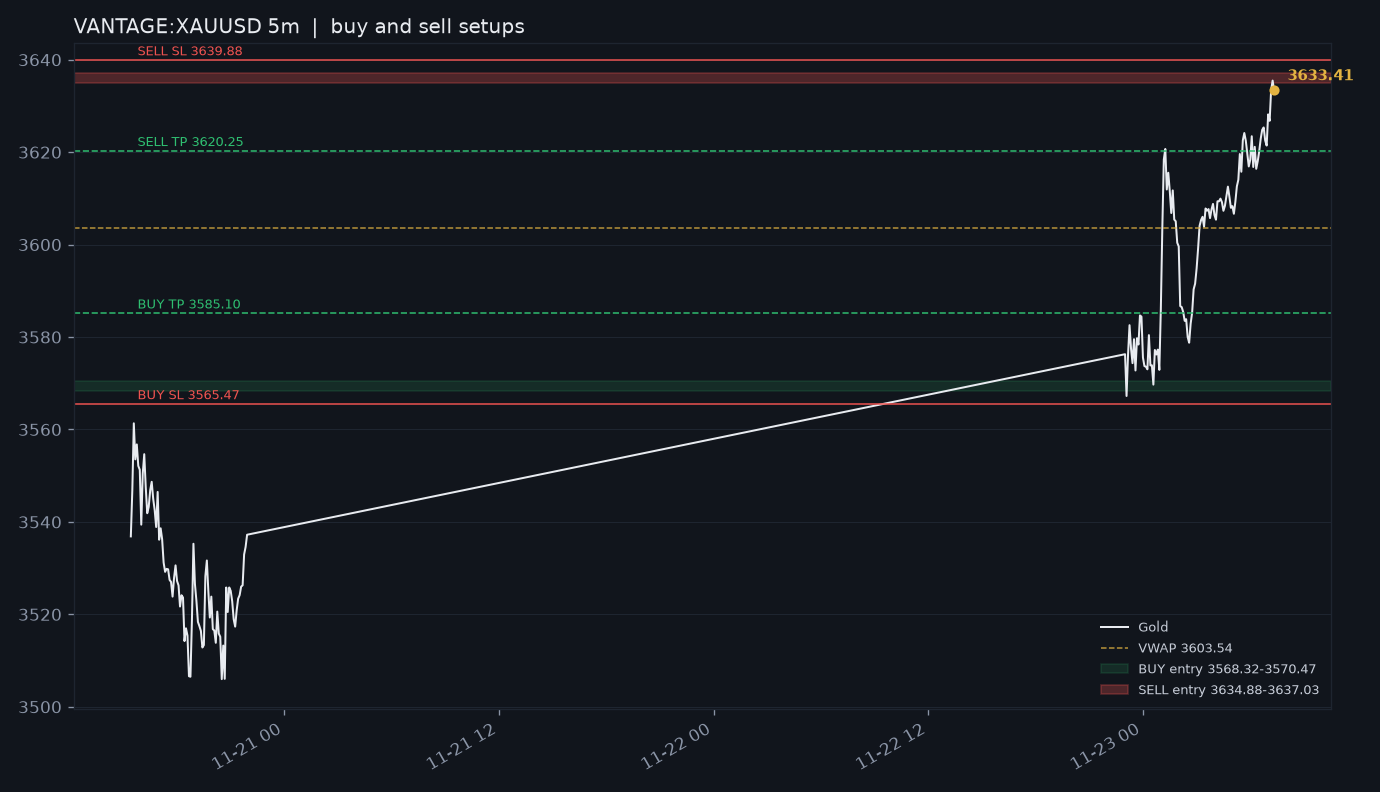 VANTAGE:XAUUSD 5m | buy and sell setups
SELL SL 3639.88
3633.41
SELL TP 3620.25
BUY TP 3585.10
BUY SL 3565.47
3640
3620
3600
3580
3560
3540
3520
3500
Gold
VWAP 3603.54
BUY entry 3568.32-3570.47
SELL entry 3634.88-3637.03
11-21 00
11-21 12
11-22 00
11-22 12
11-23 00